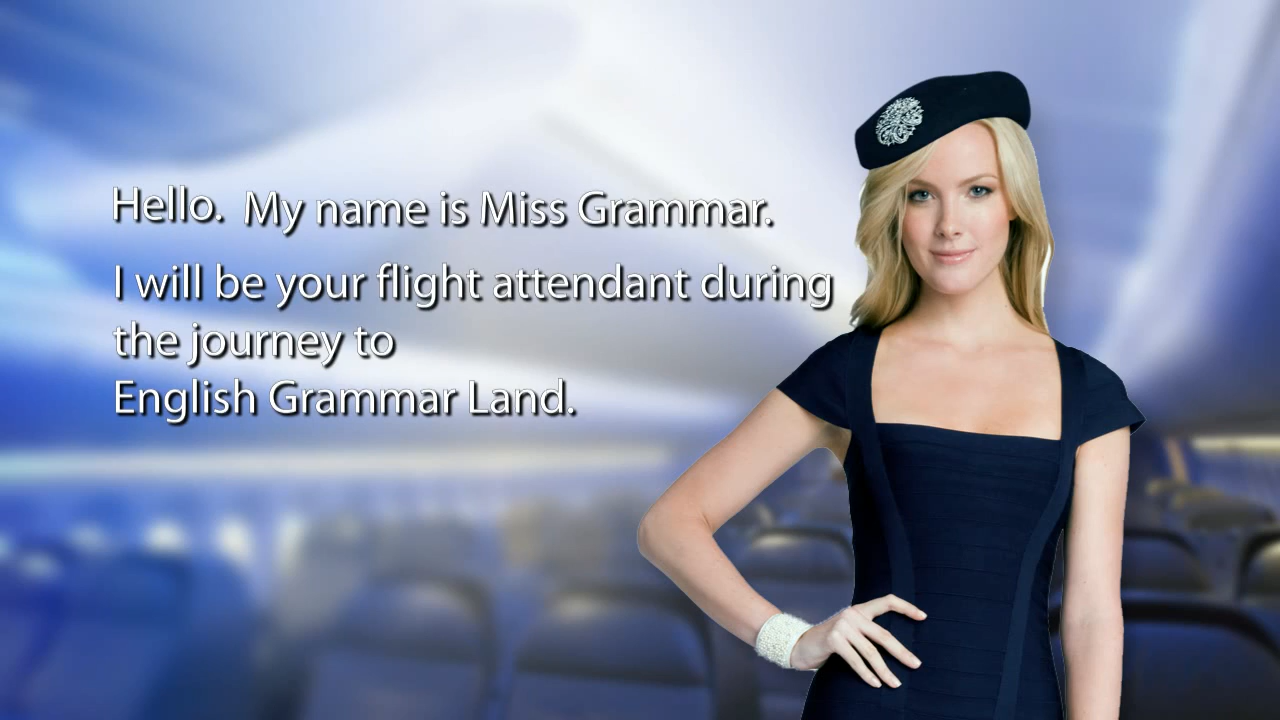 Hello. My name is Miss Grammar.
I will be your flight attendant during
the journey to
English Grammar Land.